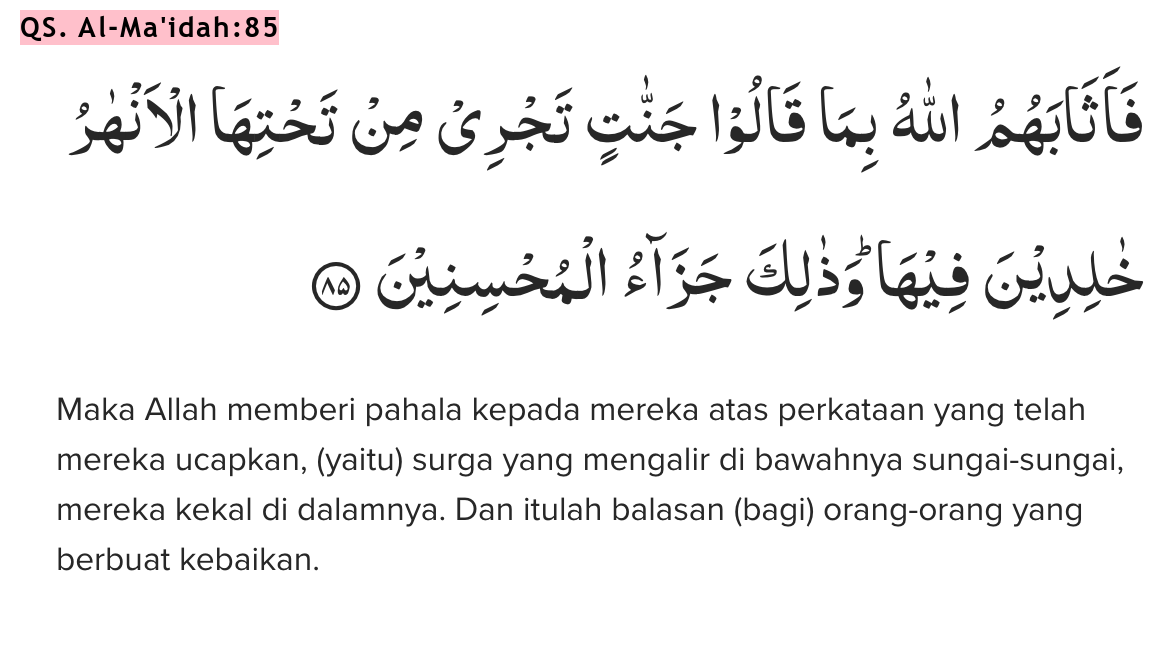 QS. Al-Ma'idah:85
فَاَثَابَهُمُ اللّٰهُ بِمَا قَالُوْا جَنّٰتٍ تَجْرِيْ مِنْ تَحْتِهَا الْاَنْهٰرُ
خٰلِدِيْنَ فِيْهَاۗ وَذٰلِكَ جَزَاۤءُ الْمُحْسِنِيْنَ ٨٥
Maka Allah memberi pahala kepada mereka atas perkataan yang telah
mereka ucapkan, (yaitu) surga yang mengalir di bawahnya sungai-sungai,
mereka kekal di dalamnya. Dan itulah balasan (bagi) orang-orang yang
berbuat kebaikan.